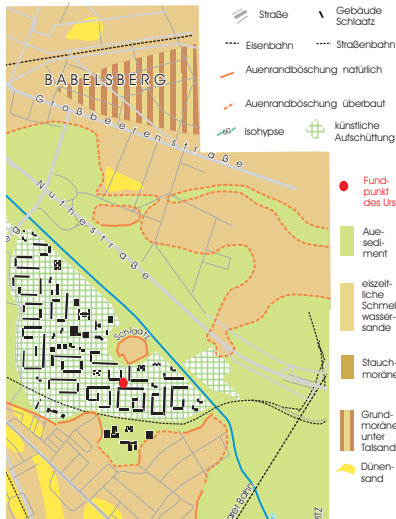 Straße
Gebäude
Schlaatz
Eisenbahn
Straßenbahn
Auenrandböschung natürlich
Auenrandböschung überbaut
60
Isohypse
künstliche
Aufschüttung
BABELSBERG
Großbeerenstraße
Nuthestraße
Schlaatz
Fund-
punkt
des Urs
Aue-
sedi-
ment
eiszeit-
liche
Schmel
wasser-
sande
Stauch-
moräne
Grund-
moräne
unter
Talsand
Dünen-
sand